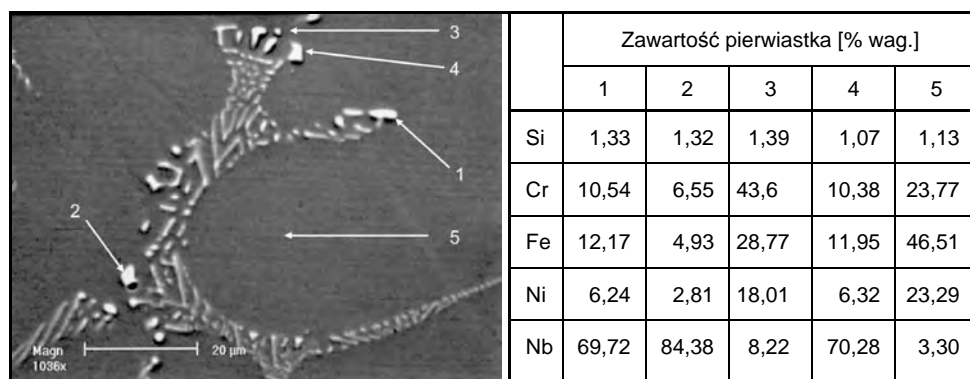 3
4
1
2
5
Magn
20 µm
1036x
Zawartość pierwiastka [% wag.]
1 2 3 4 5
Si 1,33 1,32 1,39 1,07 1,13
Cr 10,54 6,55 43,6 10,38 23,77
Fe 12,17 4,93 28,77 11,95 46,51
Ni 6,24 2,81 18,01 6,32 23,29
Nb 69,72 84,38 8,22 70,28 3,30